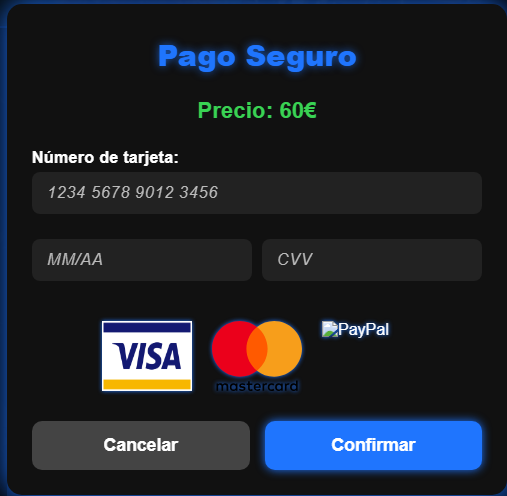 Pago Seguro
Precio: 60€
Número de tarjeta:
1234 5678 9012 3456
MM/AA CVV
VISA mastercard PayPal
Cancelar Confirmar